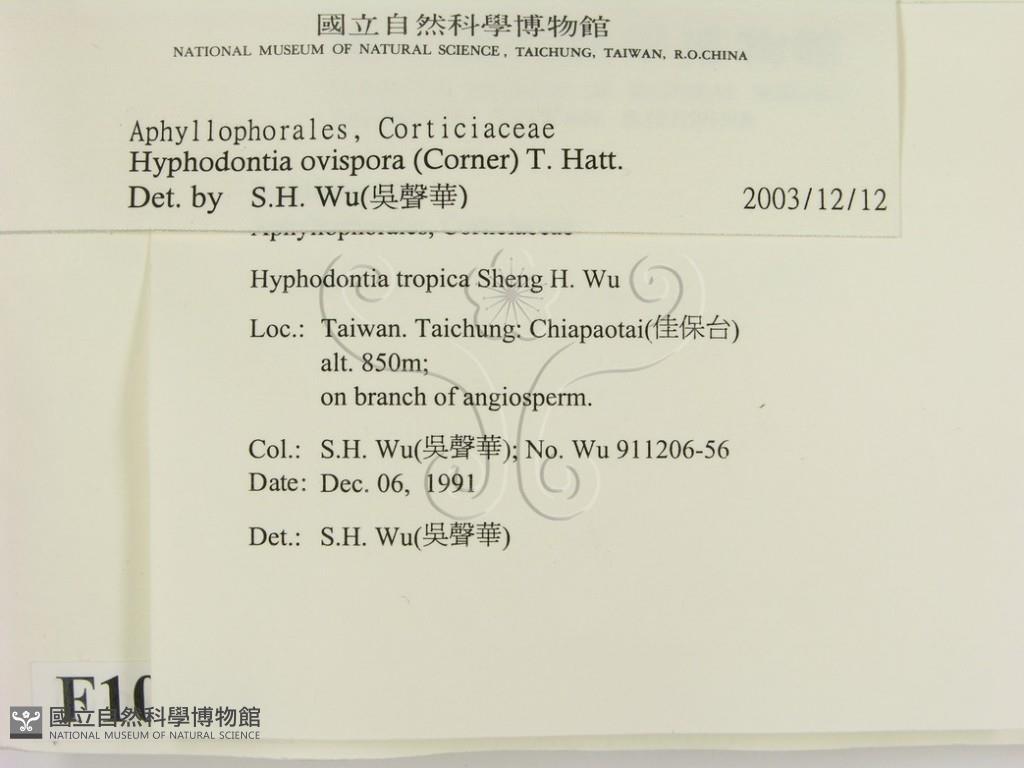 國立自然科學博物館
NATIONAL MUSEUM OF NATURAL SCIENCE, TAICHUNG, TAIWAN, R.O.CHINA
Aphyllophorales, Corticiaceae
Hyphodontia ovispora (Corner) T. Hatt.
Det. by S.H. Wu(吳聲華) 2003/12/12
Aphyllophorales, Corticiaceae
Hyphodontia tropica Sheng H. Wu
Loc.: Taiwan. Taichung: Chiapaotai(佳保台)
alt. 850m;
on branch of angiosperm.
Col.: S.H. Wu(吳聲華); No. Wu 911206-56
Date: Dec. 06, 1991
Det.: S.H. Wu(吳聲華)
F10
國立自然科學博物館
NATIONAL MUSEUM OF NATURAL SCIENCE